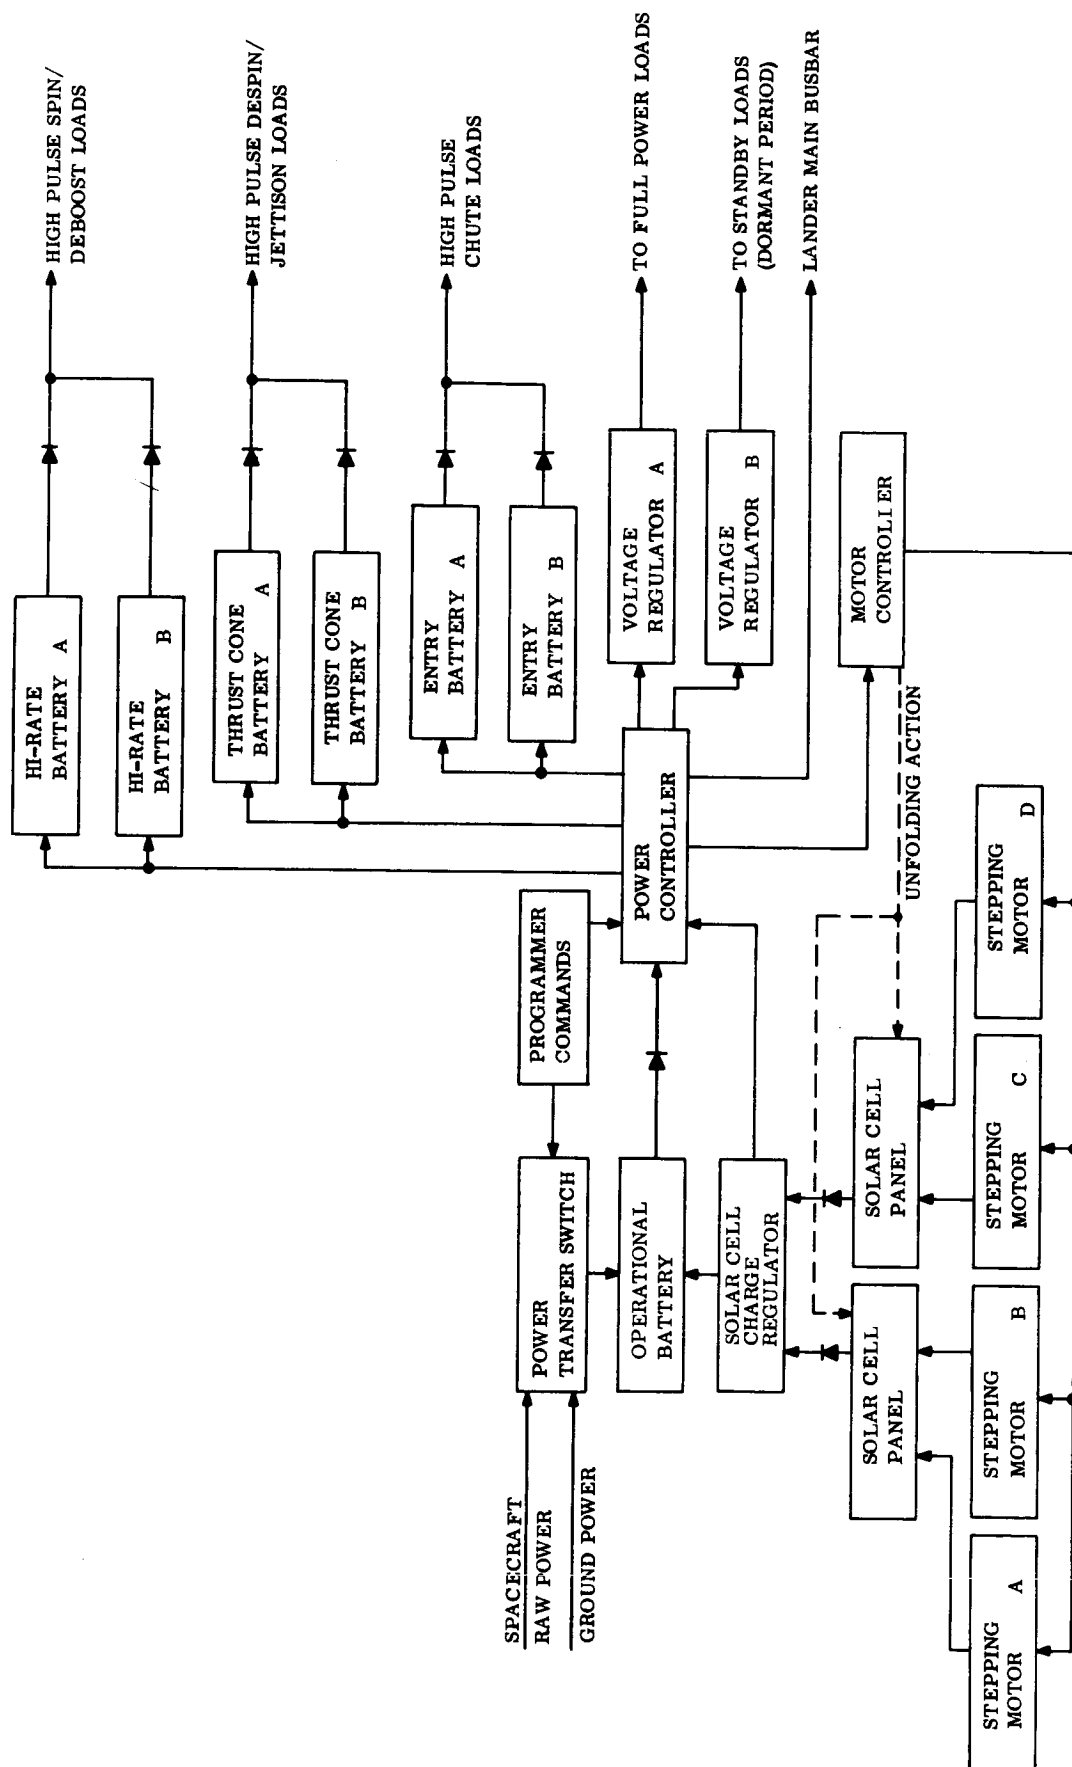 HIGH PULSE SPIN/
DEBOOST LOADS
HIGH PULSE DESPIN/
JETTISON LOADS
HIGH PULSE
CHUTE LOADS
TO FULL POWER LOADS
TO STANDBY LOADS
(DORMANT PERIOD)
LANDER MAIN BUSBAR
HI-RATE
BATTERY A
HI-RATE
BATTERY B
THRUST CONE
BATTERY A
THRUST CONE
BATTERY B
ENTRY
BATTERY A
ENTRY
BATTERY B
VOLTAGE
REGULATOR A
VOLTAGE
REGULATOR B
MOTOR
CONTROLLER
PROGRAMMER
COMMANDS
POWER
CONTROLLER
UNFOLDING ACTION
POWER
TRANSFER SWITCH
OPERATIONAL
BATTERY
SOLAR CELL
CHARGE
REGULATOR
SOLAR CELL
PANEL
SOLAR CELL
PANEL
STEPPING
MOTOR D
STEPPING
MOTOR C
STEPPING
MOTOR B
STEPPING
MOTOR A
SPACECRAFT
RAW POWER
GROUND POWER